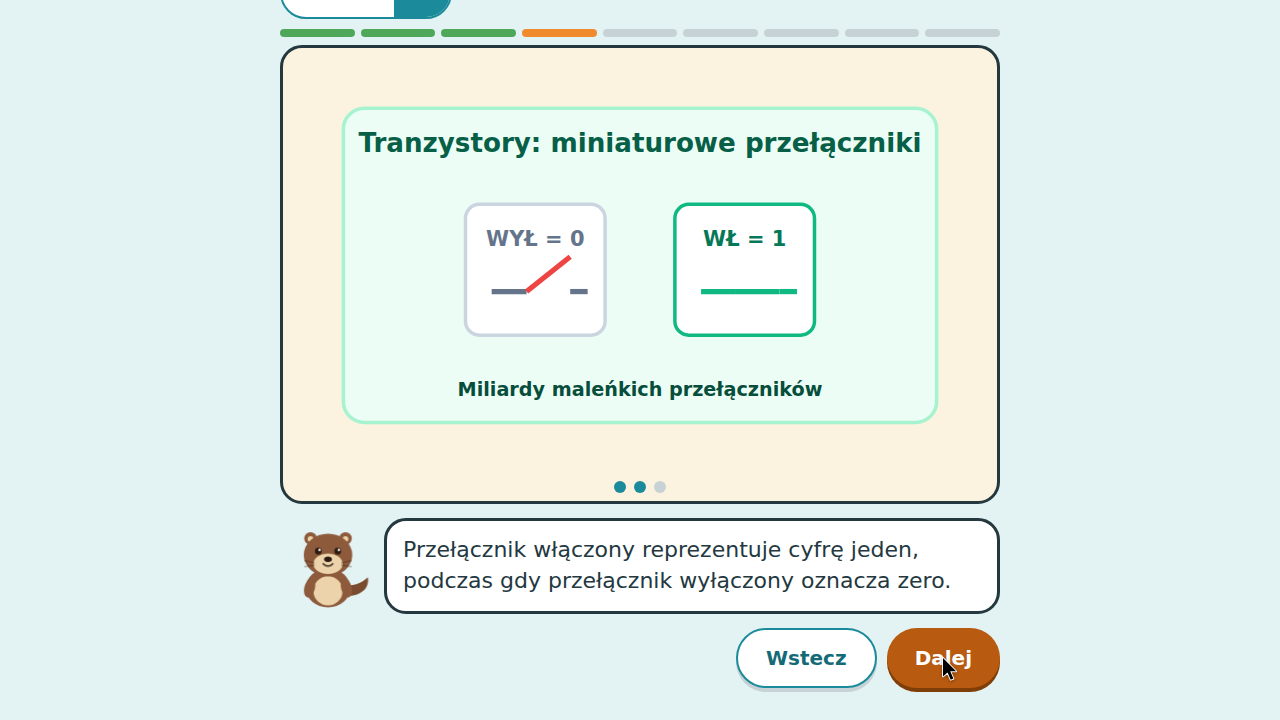 Tranzystory: miniaturowe przełączniki
WYŁ = 0
WŁ = 1
Miliardy maleńkich przełączników
Przełącznik włączony reprezentuje cyfrę jeden,
podczas gdy przełącznik wyłączony oznacza zero.
Wstecz
Dalej